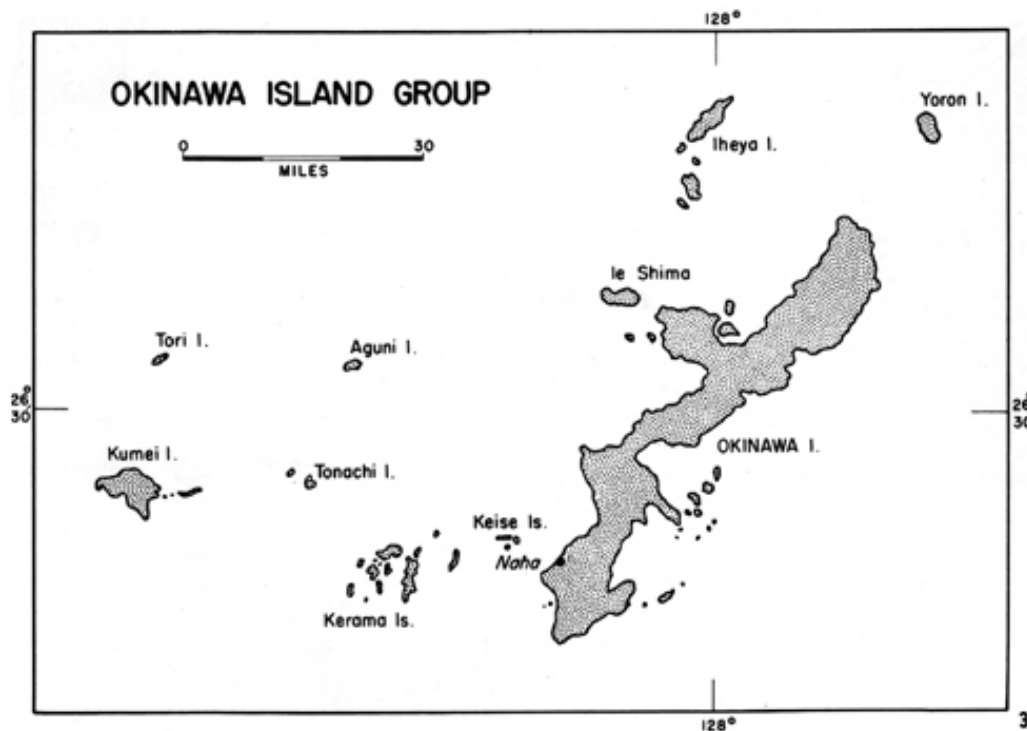 128°
OKINAWA ISLAND GROUP
0 30
MILES
Yoron I.
Iheya I.
Ie Shima
Tori I.
Aguni I.
26° 30
26° 30
Kumei I.
Tonachi I.
OKINAWA I.
Keise Is.
Naha
Kerama Is.
128°
3